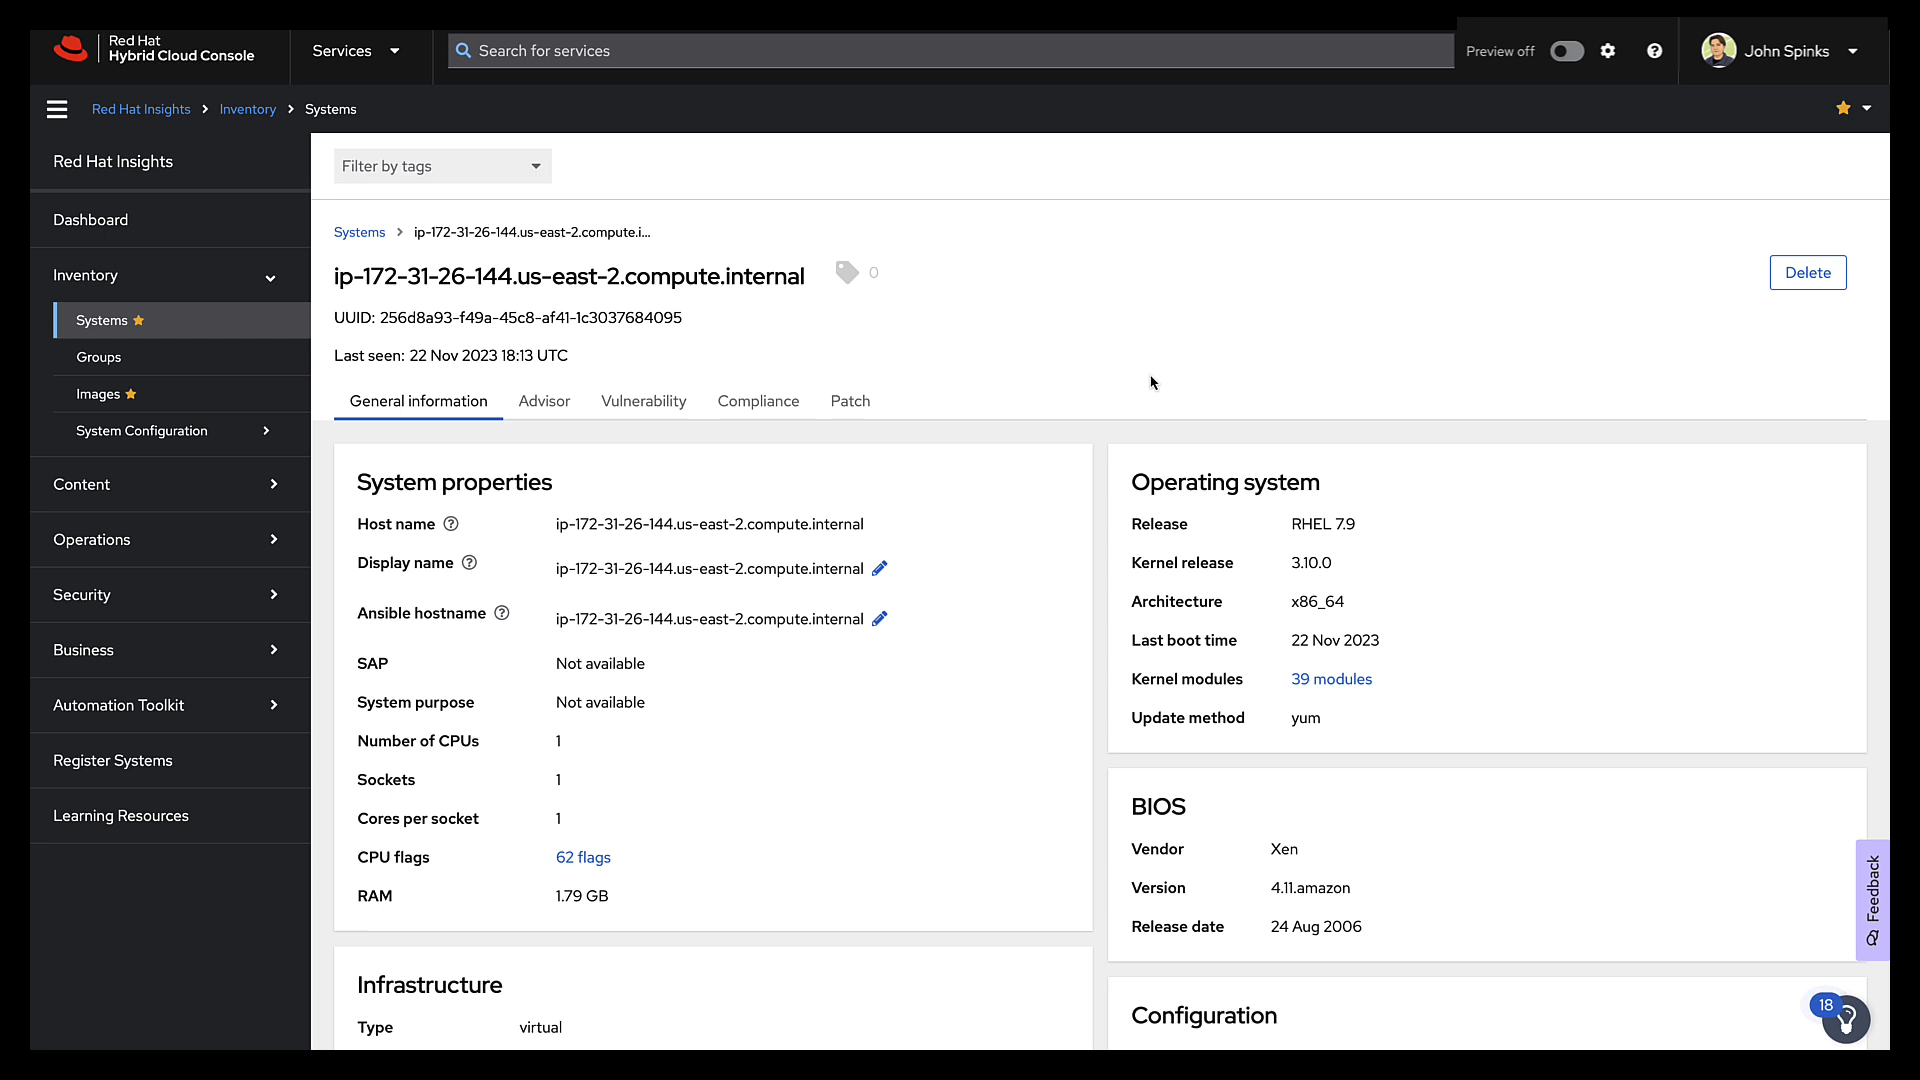 Red Hat
Hybrid Cloud Console
Services
Search for services
Preview off
John Spinks
Red Hat Insights
Inventory
Systems
Red Hat Insights
Dashboard
Inventory
Systems
Groups
Images
System Configuration
Content
Operations
Security
Business
Automation Toolkit
Register Systems
Learning Resources
Filter by tags
Systems
ip-172-31-26-144.us-east-2.compute.i...
ip-172-31-26-144.us-east-2.compute.internal
0
Delete
UUID: 256d8a93-f49a-45c8-af41-1c3037684095
Last seen: 22 Nov 2023 18:13 UTC
General information
Advisor
Vulnerability
Compliance
Patch
System properties
Host name ip-172-31-26-144.us-east-2.compute.internal
Display name ip-172-31-26-144.us-east-2.compute.internal
Ansible hostname ip-172-31-26-144.us-east-2.compute.internal
SAP Not available
System purpose Not available
Number of CPUs 1
Sockets 1
Cores per socket 1
CPU flags 62 flags
RAM 1.79 GB
Infrastructure
Type virtual
Operating system
Release RHEL 7.9
Kernel release 3.10.0
Architecture x86_64
Last boot time 22 Nov 2023
Kernel modules 39 modules
Update method yum
BIOS
Vendor Xen
Version 4.11.amazon
Release date 24 Aug 2006
Configuration
Feedback
18